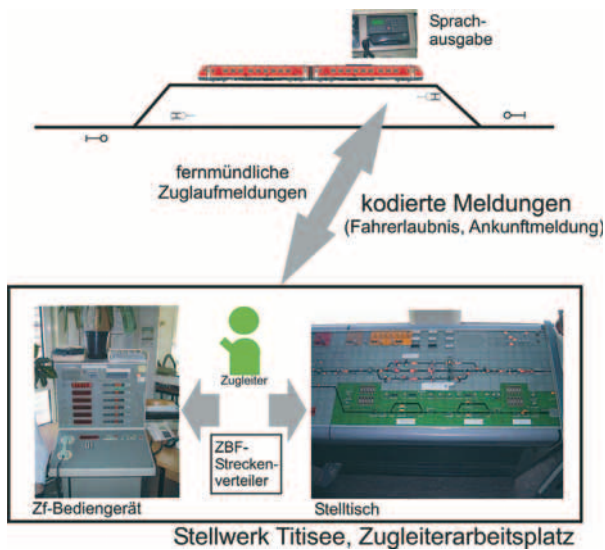 Sprach-
ausgabe
fernmündliche
Zuglaufmeldungen
kodierte Meldungen
(Fahrerlaubnis, Ankunftmeldung)
Zugleiter
ZBF-
Strecken-
verteiler
Zf-Bediengerät
Stelltisch
Stellwerk Titisee, Zugleiterarbeitsplatz